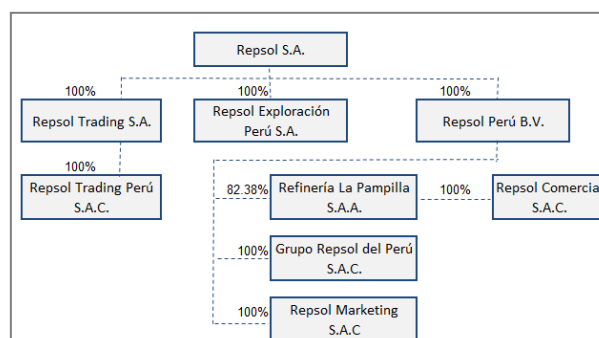 Repsol S.A.
100%
100%
100%
Repsol Trading S.A.
Repsol Exploración
Perú S.A.
Repsol Perú B.V.
100%
Repsol Trading Perú
S.A.C.
82.38%
Refinería La Pampilla
S.A.A.
100%
Repsol Comercial
S.A.C.
100%
Grupo Repsol del Perú
S.A.C.
100%
Repsol Marketing
S.A.C